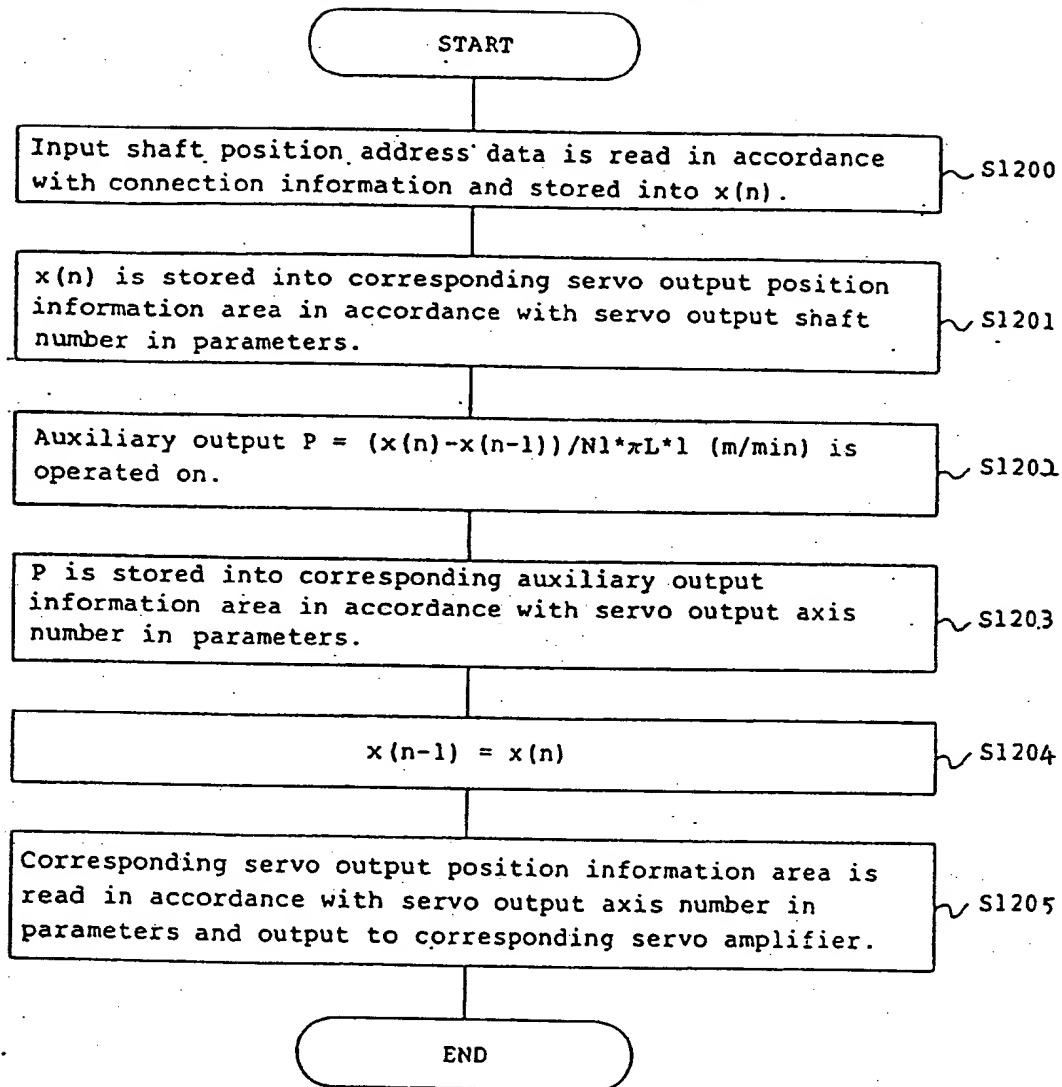 START
Input shaft position address data is read in accordance
with connection information and stored into x(n).
S1200
x(n) is stored into corresponding servo output position
information area in accordance with servo output shaft
number in parameters.
S1201
Auxiliary output P = (x(n)-x(n-1))/N1*πL*1 (m/min) is
operated on.
S1202
P is stored into corresponding auxiliary output
information area in accordance with servo output axis
number in parameters.
S1203
x(n-1) = x(n)
S1204
Corresponding servo output position information area is
read in accordance with servo output axis number in
parameters and output to corresponding servo amplifier.
S1205
END